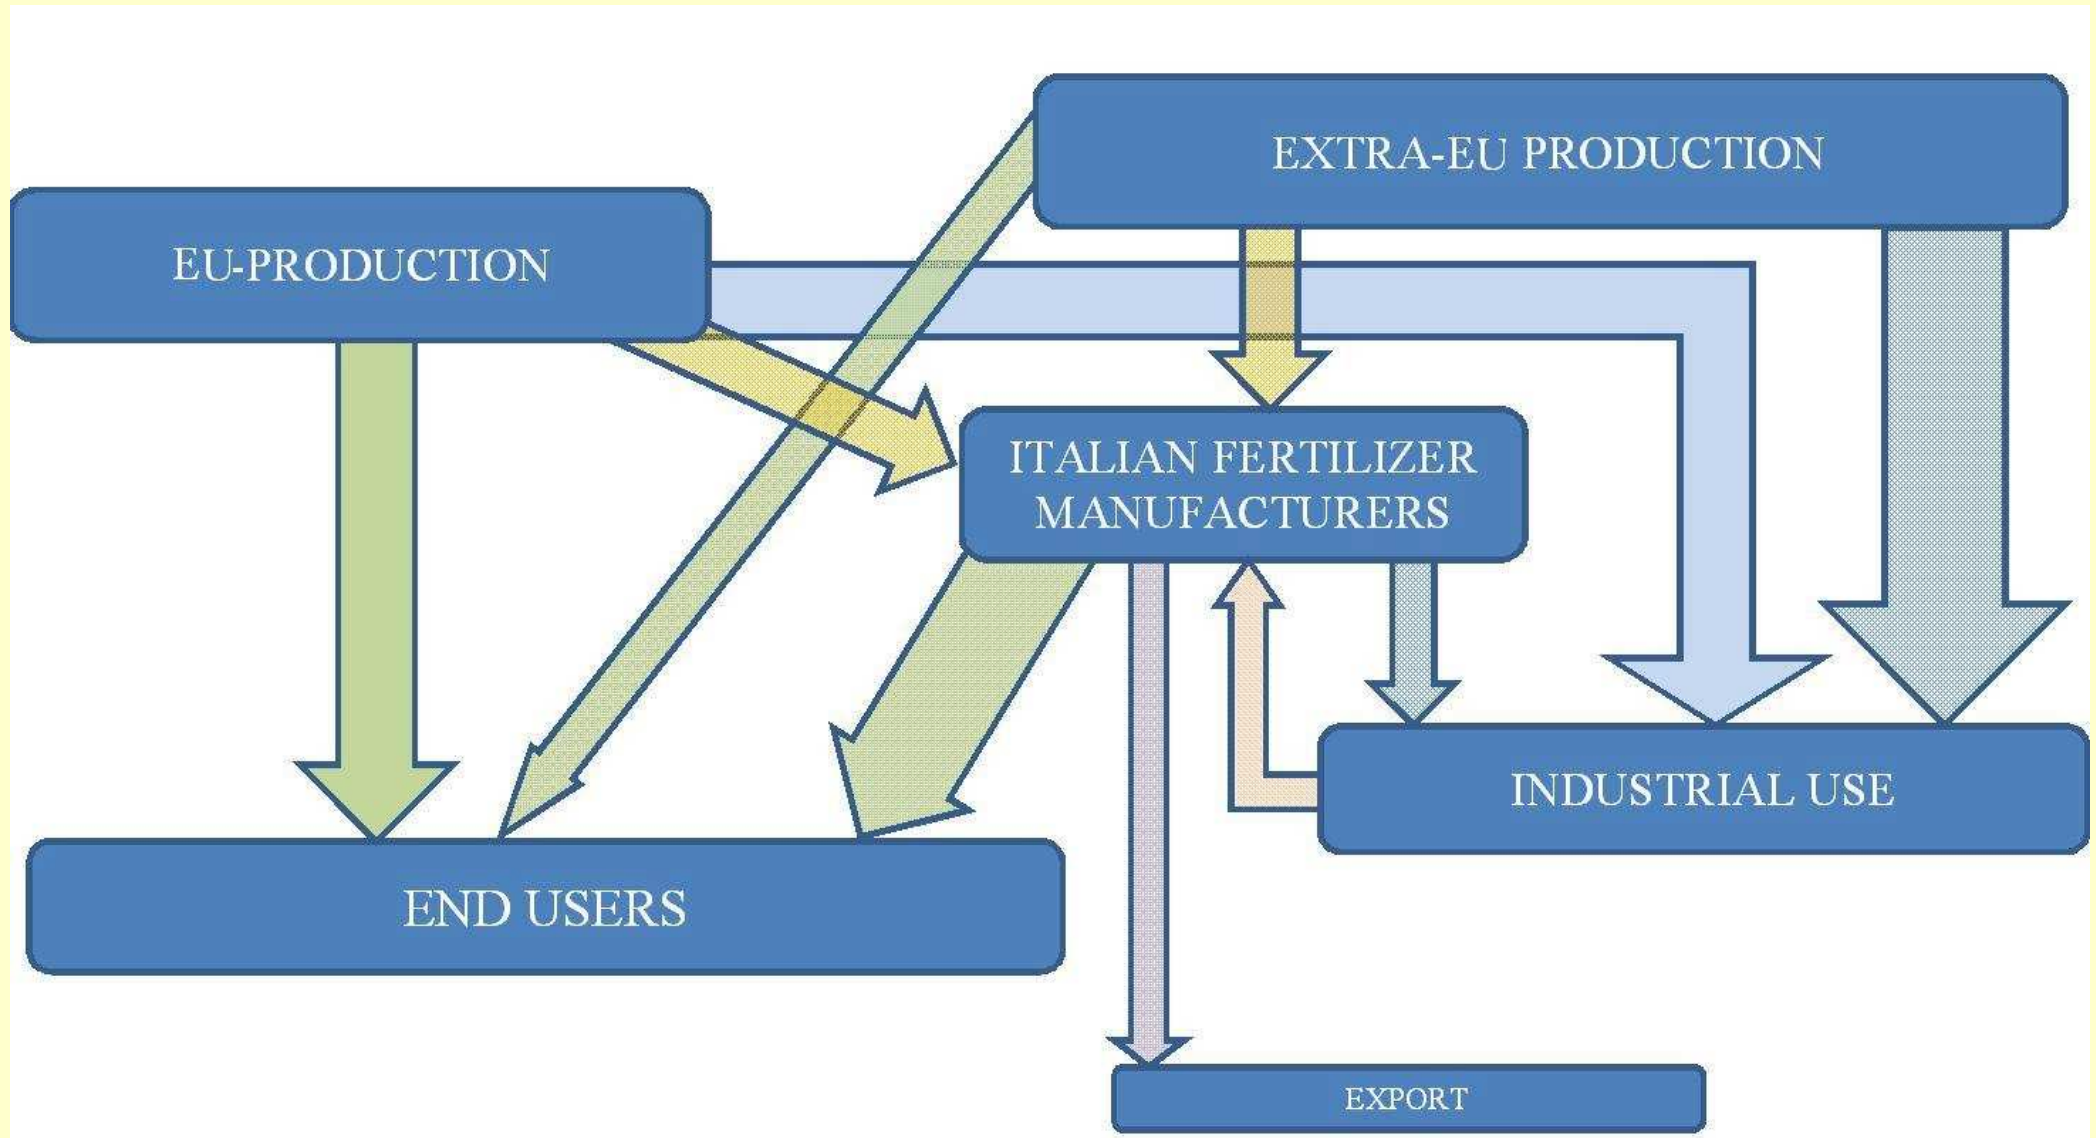 EXTRA-EU PRODUCTION
EU-PRODUCTION
ITALIAN FERTILIZER
MANUFACTURERS
INDUSTRIAL USE
END USERS
EXPORT